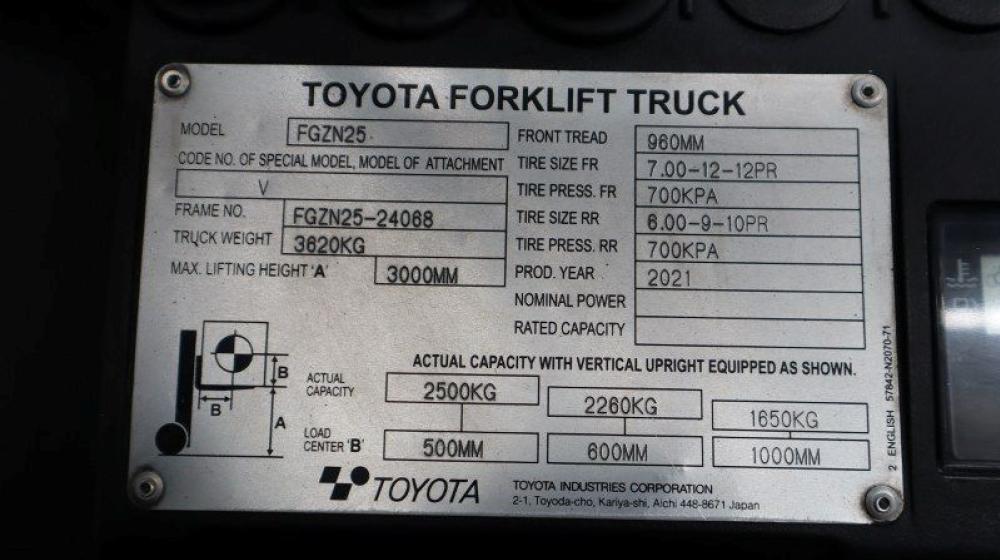 TOYOTA FORKLIFT TRUCK
MODEL FGZN25
CODE NO. OF SPECIAL MODEL, MODEL OF ATTACHMENT
V
FRAME NO. FGZN25-24068
TRUCK WEIGHT 3620KG
MAX. LIFTING HEIGHT 'A' 3000MM
FRONT TREAD 960MM
TIRE SIZE FR 7.00-12-12PR
TIRE PRESS. FR 700KPA
TIRE SIZE RR 6.00-9-10PR
TIRE PRESS. RR 700KPA
PROD. YEAR 2021
NOMINAL POWER
RATED CAPACITY
B
B
A
ACTUAL CAPACITY WITH VERTICAL UPRIGHT EQUIPPED AS SHOWN.
ACTUAL
CAPACITY 2500KG 2260KG 1650KG
LOAD
CENTER 'B' 500MM 600MM 1000MM
TOYOTA
TOYOTA INDUSTRIES CORPORATION
2-1, Toyoda-cho, Kariya-shi, Aichi 448-8671 Japan
2 ENGLISH 57842-N2070-71